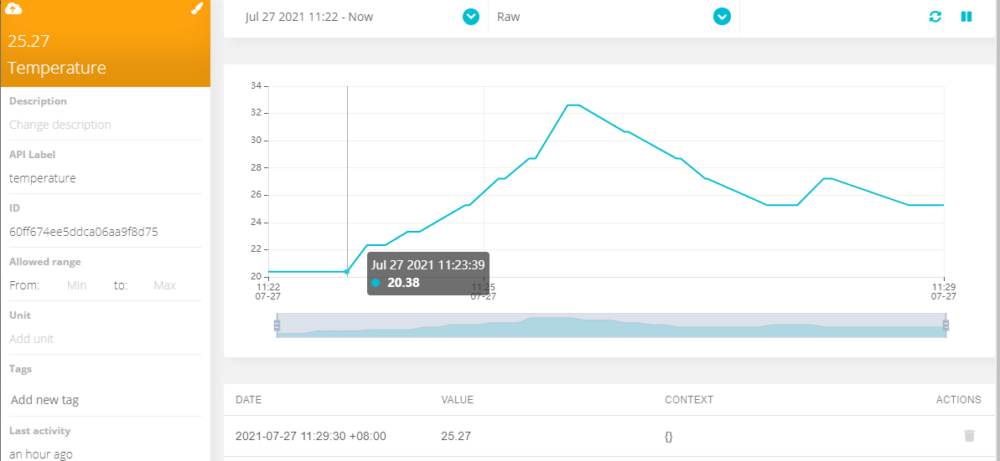 25.27
Temperature
Description
Change description
API Label
temperature
ID
60ff674ee5ddca06aa9f8d75
Allowed range
From: Min to: Max
Unit
Add unit
Tags
Add new tag
Last activity
an hour ago
Jul 27 2021 11:22 - Now
Raw
34
32
30
28
26
24
22
20
Jul 27 2021 11:23:39
20.38
11:22
07-27
11:25
07-27
11:29
07-27
DATE VALUE CONTEXT ACTIONS
2021-07-27 11:29:30 +08:00 25.27 {}